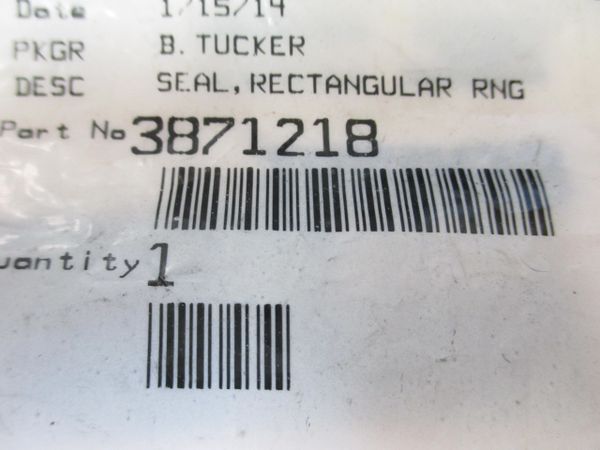 Date 1/15/14
PKGR B. TUCKER
DESC SEAL, RECTANGULAR RNG
Part No 3871218
uantity 1